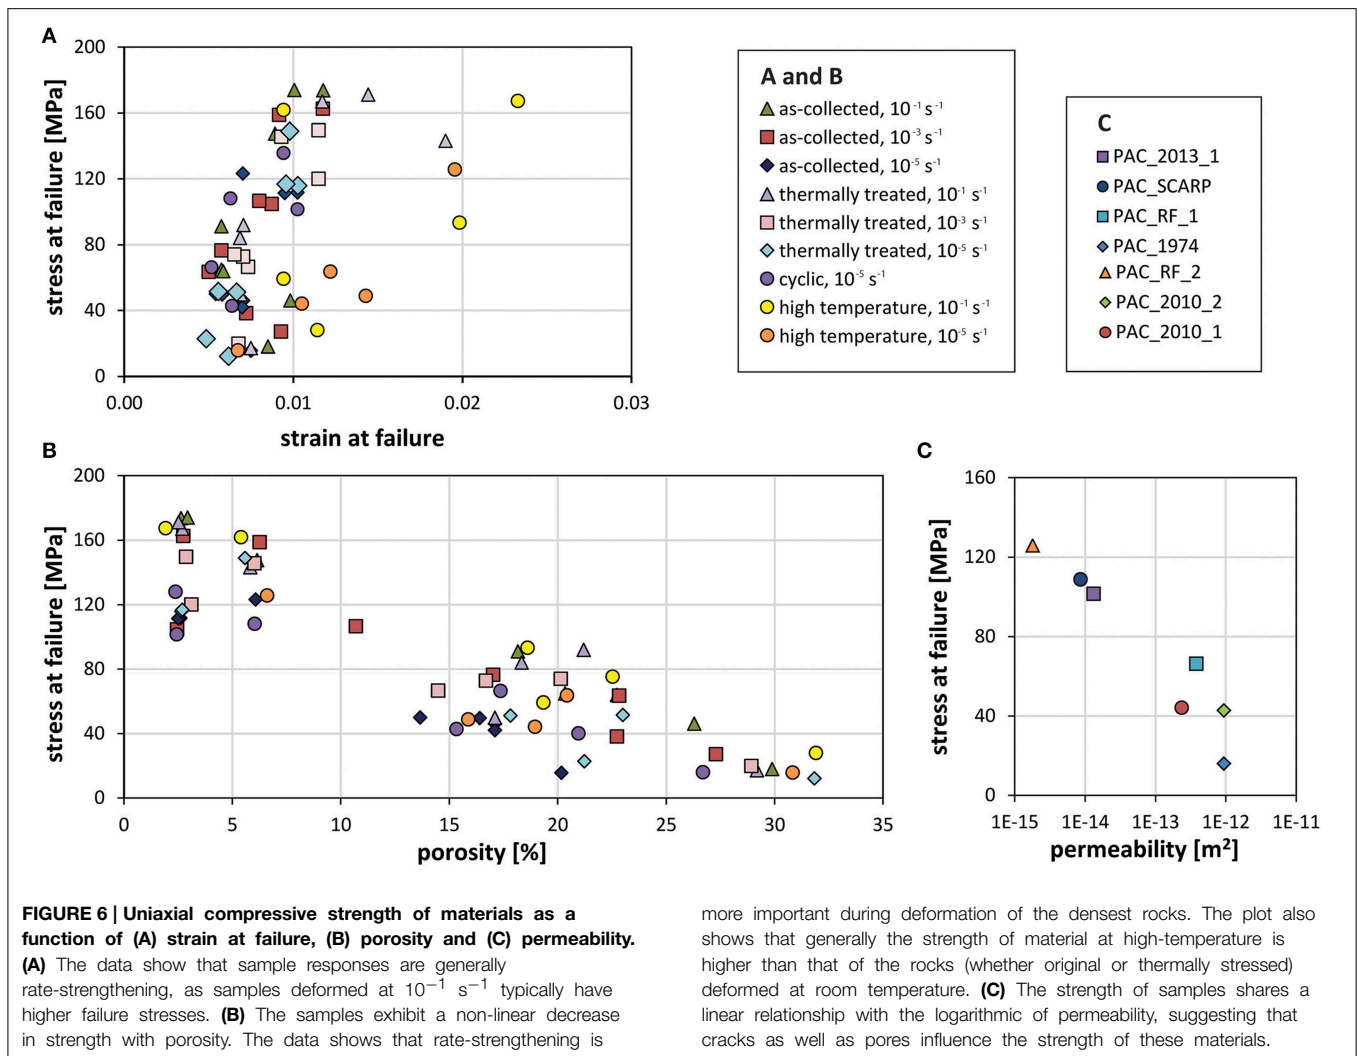 A
200
160
120
80
40
0
stress at failure [MPa]
0.00 0.01 0.02 0.03
strain at failure
A and B
as-collected, 10⁻¹ s⁻¹
as-collected, 10⁻³ s⁻¹
as-collected, 10⁻⁵ s⁻¹
thermally treated, 10⁻¹ s⁻¹
thermally treated, 10⁻³ s⁻¹
thermally treated, 10⁻⁵ s⁻¹
cyclic, 10⁻⁵ s⁻¹
high temperature, 10⁻¹ s⁻¹
high temperature, 10⁻⁵ s⁻¹
C
PAC_2013_1
PAC_SCARP
PAC_RF_1
PAC_1974
PAC_RF_2
PAC_2010_2
PAC_2010_1
B
200
160
120
80
40
0
stress at failure [MPa]
0 5 10 15 20 25 30 35
porosity [%]
C
160
120
80
40
0
stress at failure [MPa]
1E-15 1E-14 1E-13 1E-12 1E-11
permeability [m²]
FIGURE 6 | Uniaxial compressive strength of materials as a
function of (A) strain at failure, (B) porosity and (C) permeability.
(A) The data show that sample responses are generally
rate-strengthening, as samples deformed at 10⁻¹ s⁻¹ typically have
higher failure stresses. (B) The samples exhibit a non-linear decrease
in strength with porosity. The data shows that rate-strengthening is
more important during deformation of the densest rocks. The plot also
shows that generally the strength of material at high-temperature is
higher than that of the rocks (whether original or thermally stressed)
deformed at room temperature. (C) The strength of samples shares a
linear relationship with the logarithmic of permeability, suggesting that
cracks as well as pores influence the strength of these materials.